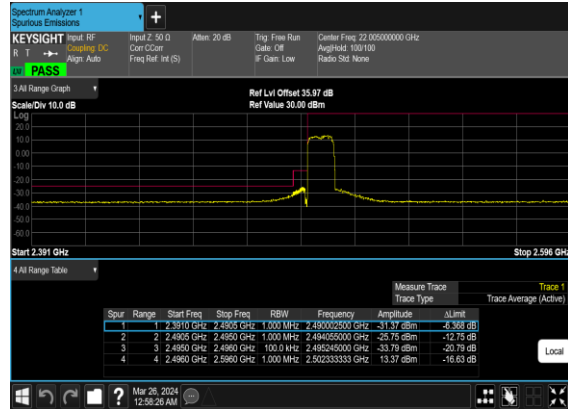 Spectrum Analyzer 1
Spurious Emissions
KEYSIGHT Input: RF Input Z: 50 Ω Atten: 20 dB Trig: Free Run Center Freq: 22.005000000 GHz
R T Coupling: DC Corr CCorr Gate: Off Avg|Hold: 100/100
Align: Auto Freq Ref: Int (S) IF Gain: Low Radio Std: None
PASS
3 All Range Graph
Ref Lvl Offset 35.97 dB
Scale/Div 10.0 dB Ref Value 30.00 dBm
Log
20.0
10.0
0.00
-10.0
-20.0
-30.0
-40.0
-50.0
-60.0
Start 2.391 GHz Stop 2.596 GHz
4 All Range Table
Measure Trace Trace 1
Trace Type Trace Average (Active)
Spur Range Start Freq Stop Freq RBW Frequency Amplitude ΔLimit
1 1 2.3910 GHz 2.4905 GHz 1.000 MHz 2.490002500 GHz -31.37 dBm -6.368 dB
2 2 2.4905 GHz 2.4950 GHz 1.000 MHz 2.494055000 GHz -25.75 dBm -12.75 dB
3 3 2.4950 GHz 2.4960 GHz 100.0 kHz 2.495245000 GHz -33.79 dBm -20.79 dB
4 4 2.4960 GHz 2.5960 GHz 1.000 MHz 2.502333333 GHz 13.37 dBm -16.63 dB
Local
Mar 26, 2024
12:58:26 AM